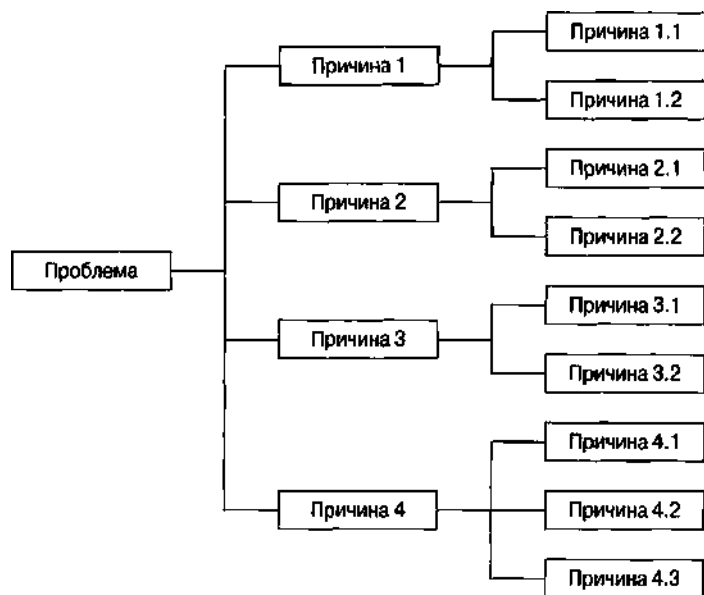 Проблема
Причина 1
Причина 1.1
Причина 1.2
Причина 2
Причина 2.1
Причина 2.2
Причина 3
Причина 3.1
Причина 3.2
Причина 4
Причина 4.1
Причина 4.2
Причина 4.3